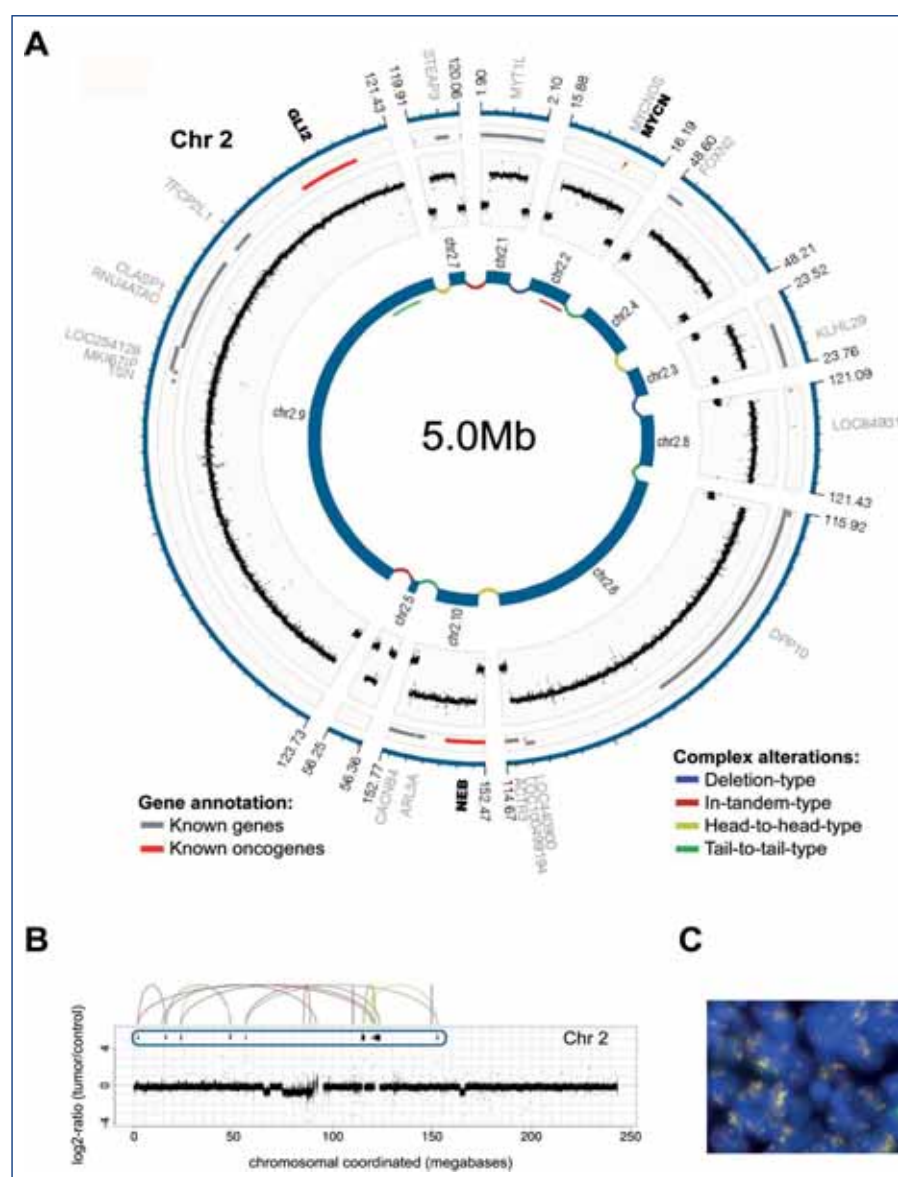 A
Chr 2
GLI2
121.43
119.91
STEAP3
120.06
1.90
MYT1L
2.10
15.88
MYCNOS
MYCN
16.19
48.60
FOXN2
48.21
23.52
KLHL29
23.76
121.09
121.43
115.92
DPP10
114.67
152.47
NEB
ARL5A
CACNB4
152.77
56.36
56.25
123.73
TFCP2L1
CLASP1
RNU4ATAC
MKI67IP
TSN
chr2.7
chr2.1
chr2.2
chr2.4
chr2.3
chr2.8
chr2.6
chr2.10
chr2.5
chr2.9
5.0Mb
Gene annotation:
Known genes
Known oncogenes
Complex alterations:
Deletion-type
In-tandem-type
Head-to-head-type
Tail-to-tail-type
B
log2-ratio (tumor/control)
4
0
-4
Chr 2
0
50
100
150
200
250
chromosomal coordinated (megabases)
C